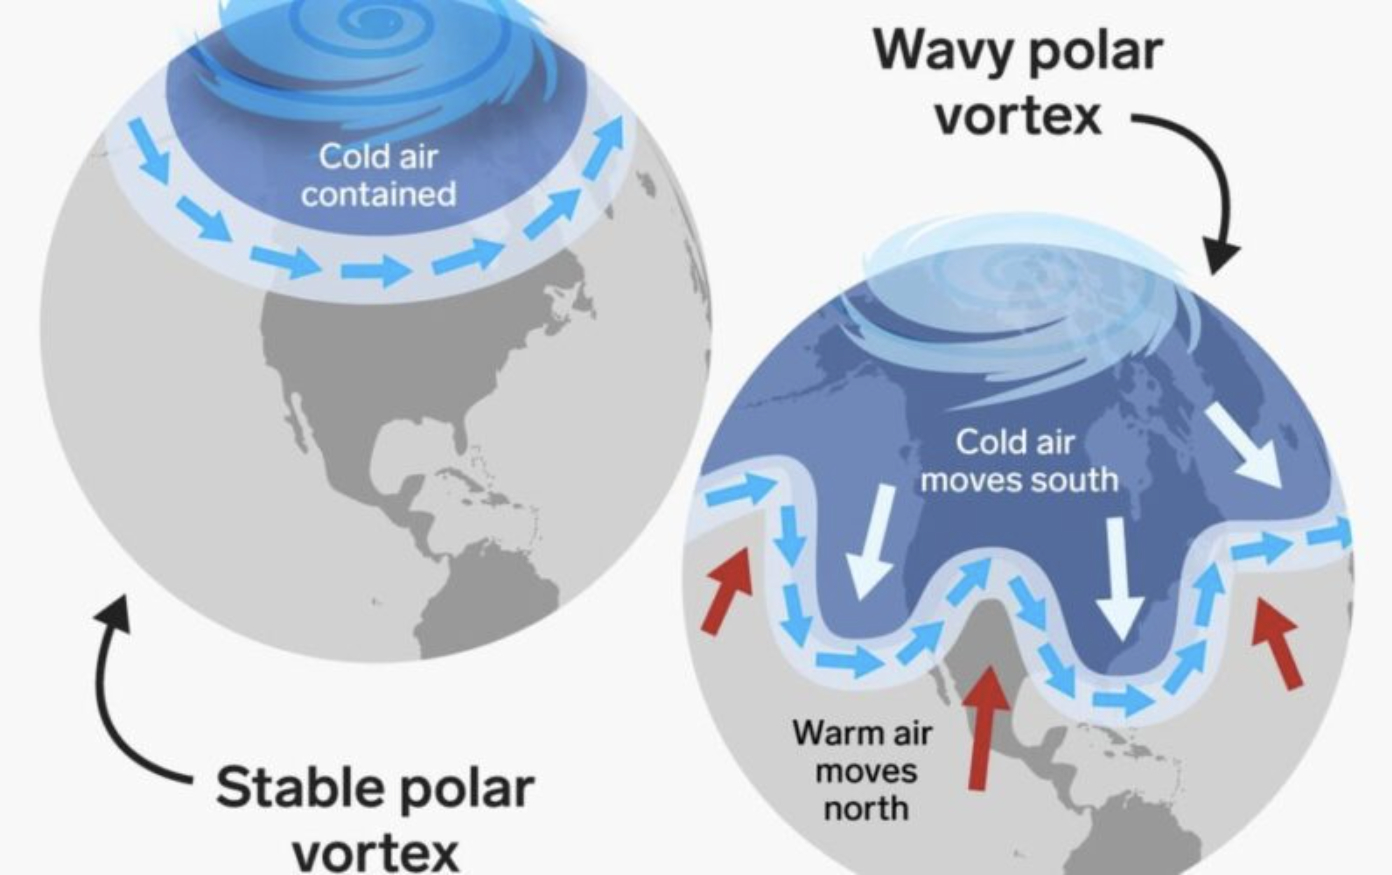 Cold air
contained
Stable polar
vortex
Wavy polar
vortex
Cold air
moves south
Warm air
moves
north